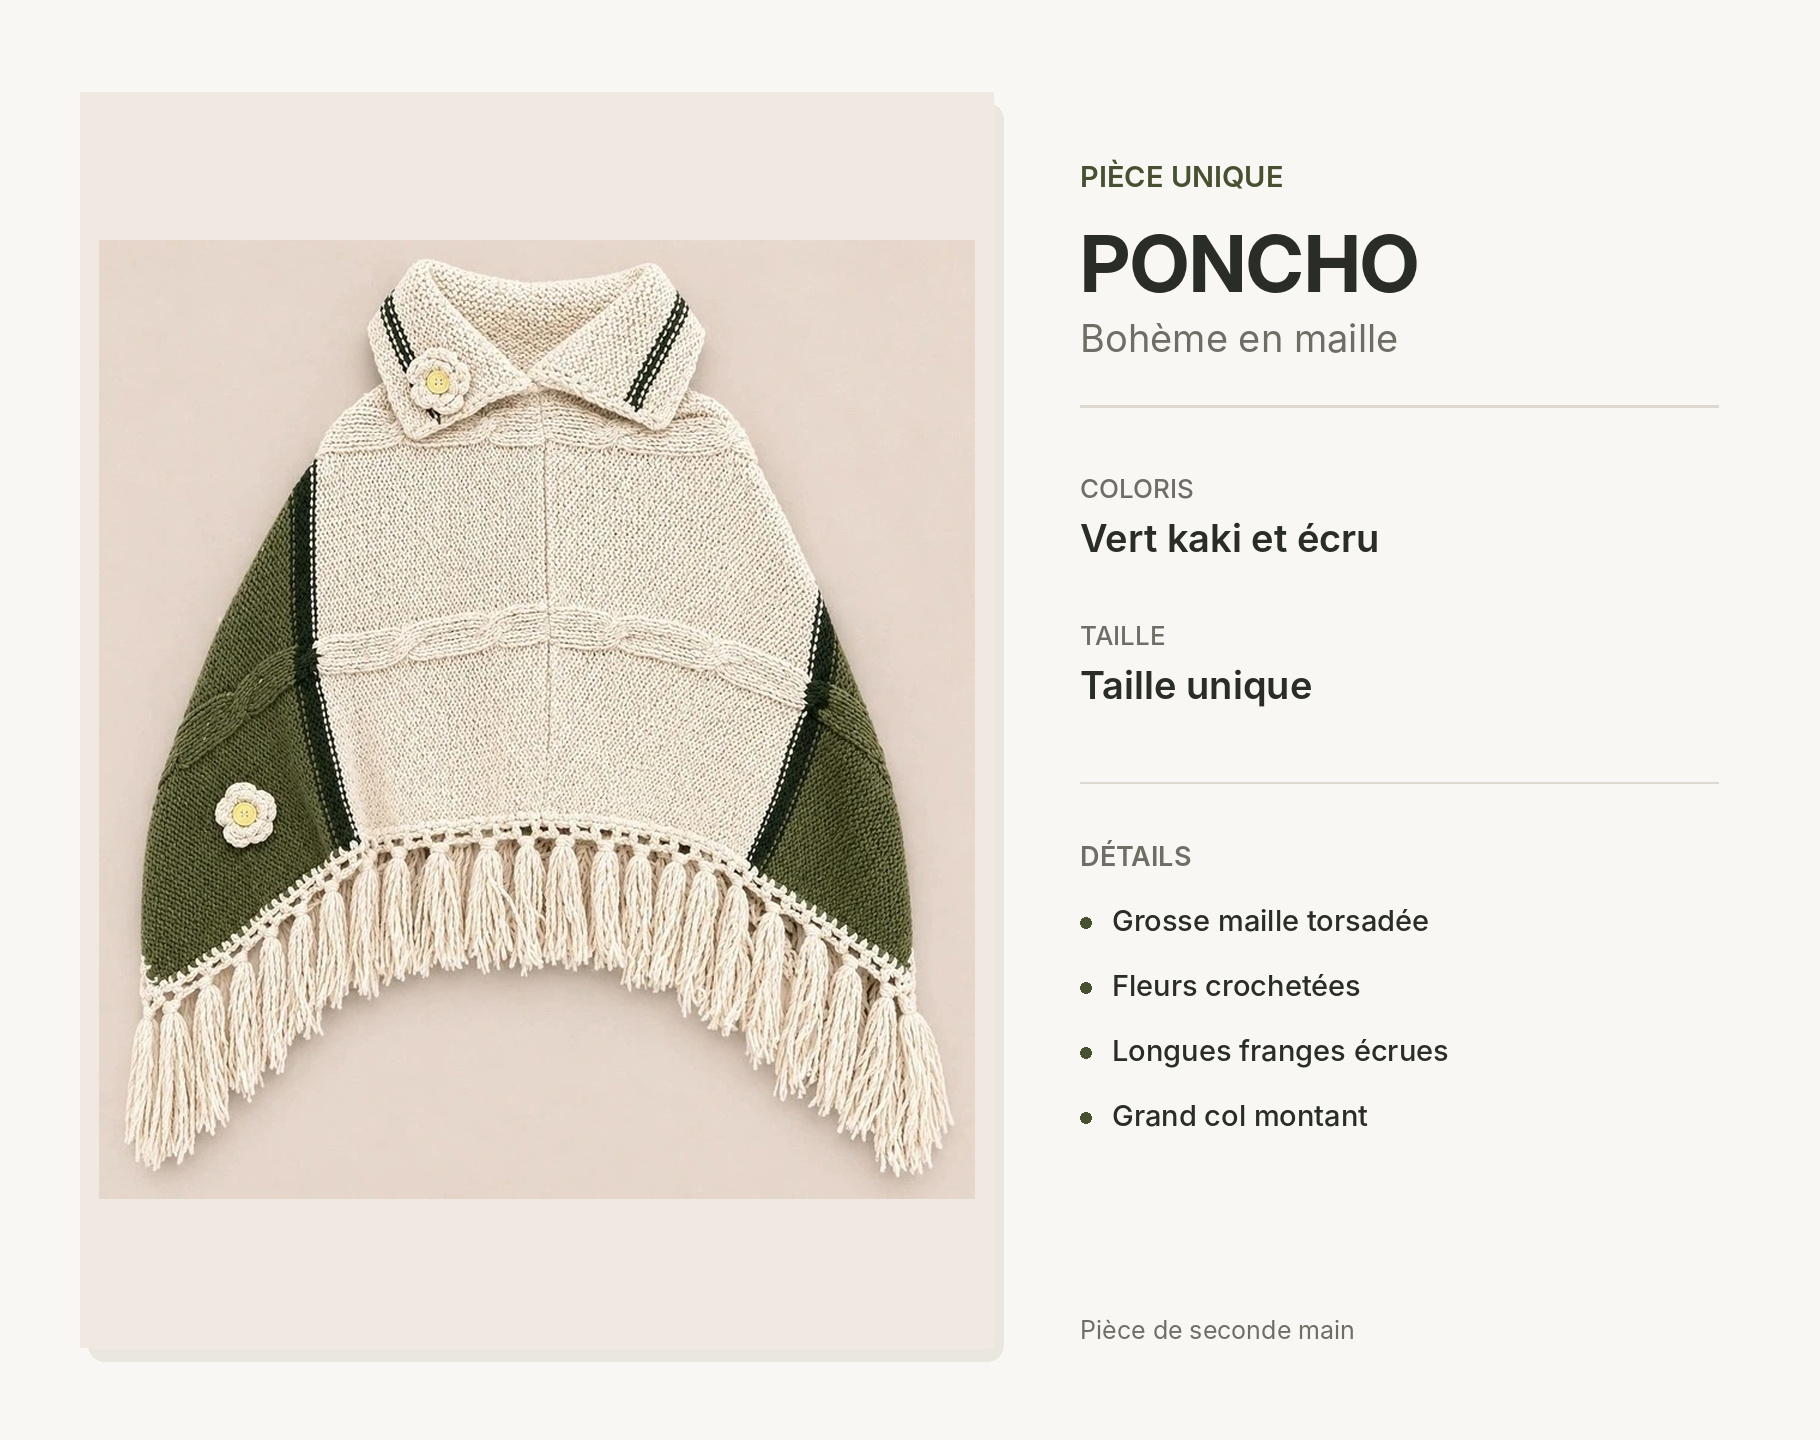 PIÈCE UNIQUE
PONCHO
Bohème en maille
COLORIS
Vert kaki et écru
TAILLE
Taille unique
DÉTAILS
Grosse maille torsadée
Fleurs crochetées
Longues franges écrues
Grand col montant
Pièce de seconde main